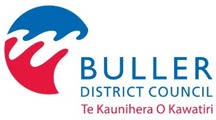 BULLER
DISTRICT COUNCIL
Te Kaunihera O Kawatiri